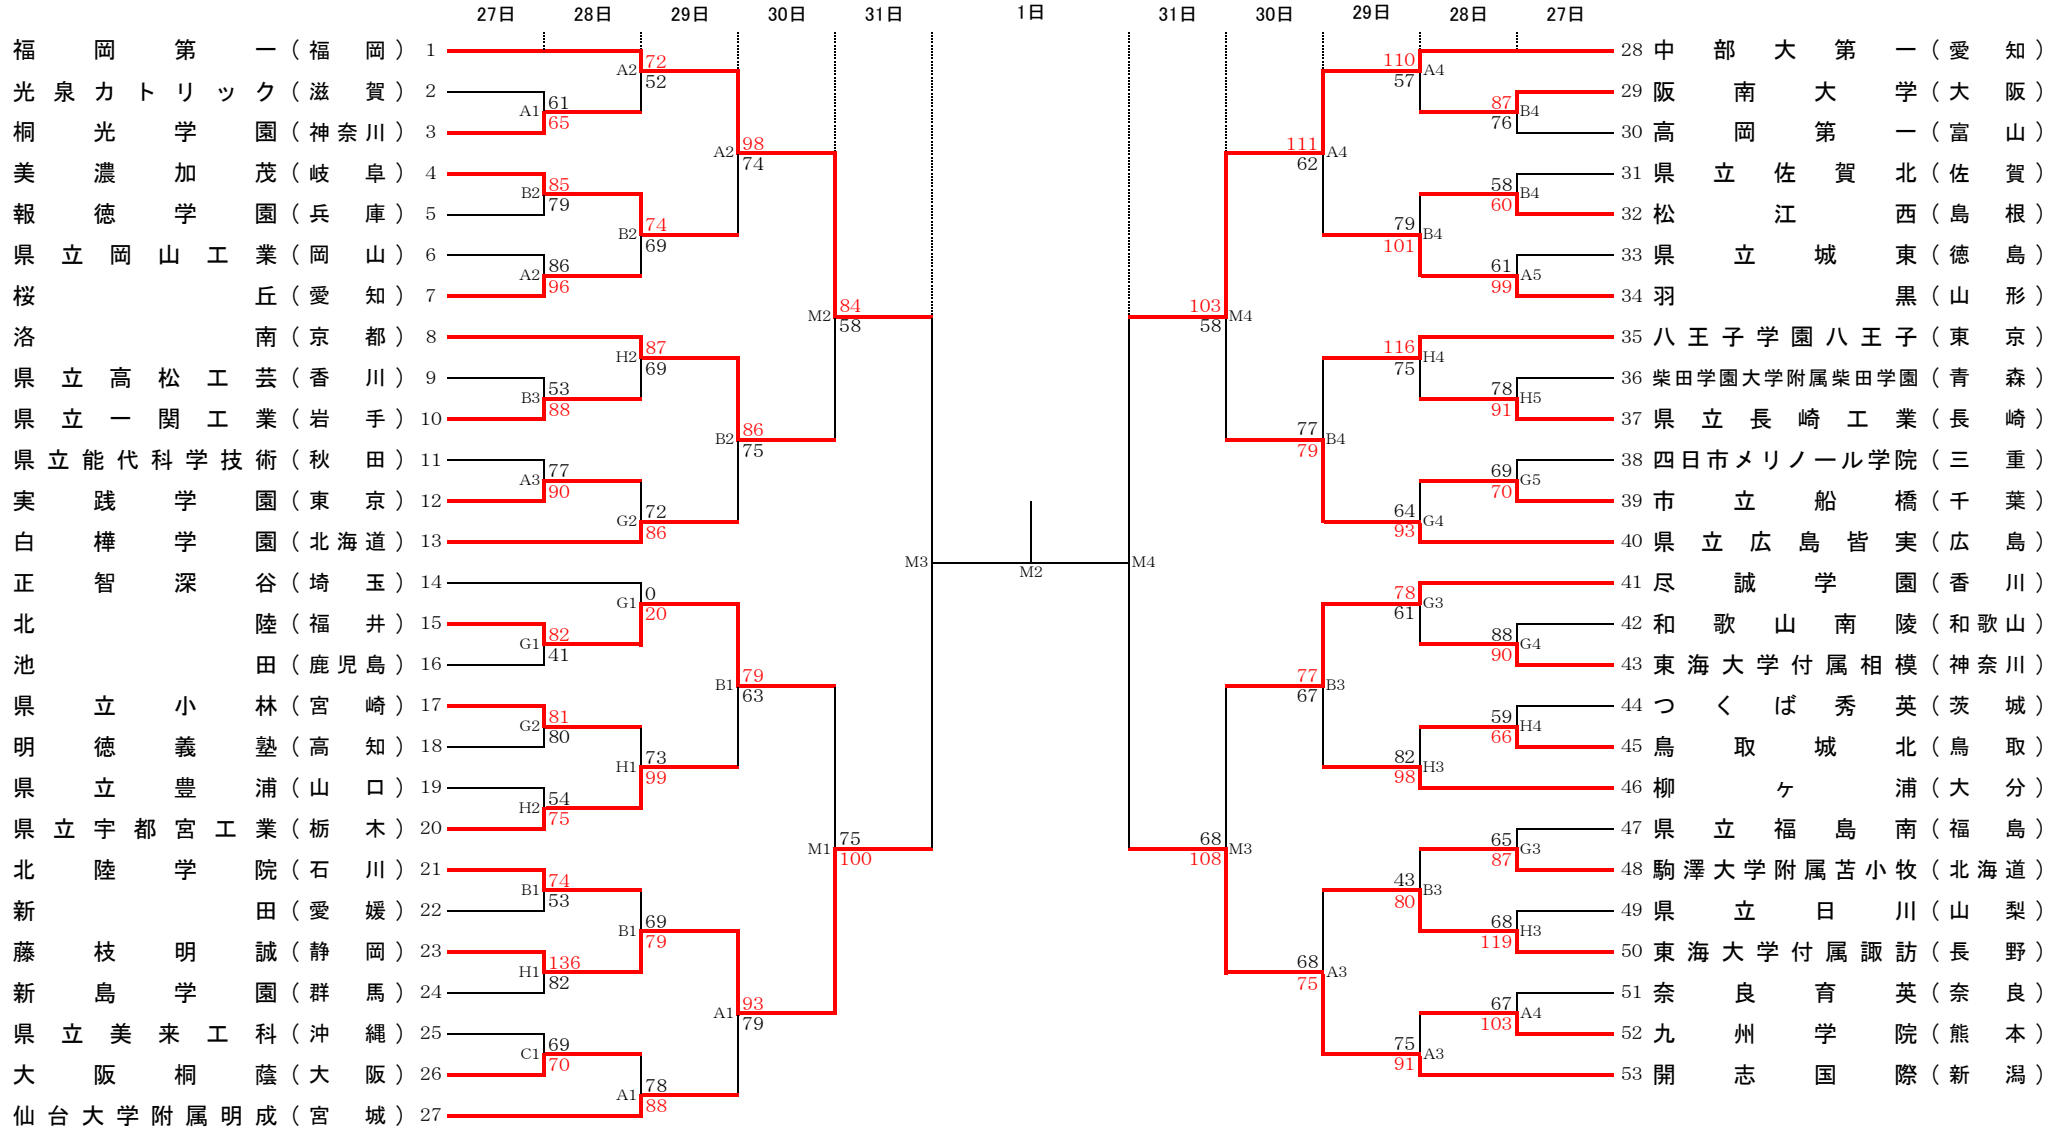 27日 28日 29日 30日 31日 1日 31日 30日 29日 28日 27日
福岡第一（福岡） 1
光泉カトリック（滋賀） 2
桐光学園（神奈川） 3
美濃加茂（岐阜） 4
報徳学園（兵庫） 5
県立岡山工業（岡山） 6
桜丘（愛知） 7
洛南（京都） 8
県立高松工芸（香川） 9
県立一関工業（岩手） 10
県立能代科学技術（秋田） 11
実践学園（東京） 12
白樺学園（北海道） 13
正智深谷（埼玉） 14
北陸（福井） 15
池田（鹿児島） 16
県立小林（宮崎） 17
明徳義塾（高知） 18
県立豊浦（山口） 19
県立宇都宮工業（栃木） 20
北陸学院（石川） 21
新田（愛媛） 22
藤枝明誠（静岡） 23
新島学園（群馬） 24
県立美来工科（沖縄） 25
大阪桐蔭（大阪） 26
仙台大学附属明成（宮城） 27
A1 61 65
B2 85 79
A2 86 96
B3 53 88
A3 77 90
G1 82 41
G2 81 80
H2 54 75
B1 74 53
H1 136 82
C1 69 70
A2 72 52
B2 74 69
H2 87 69
G2 72 86
G1 0 20
H1 73 99
B1 69 79
A1 78 88
A2 98 74
B2 86 75
B1 79 63
A1 93 79
M2 84 58
M1 75 100
M3
M2
M4
103 58 M4
68 108 M3
111 62 A4
77 79 B4
77 67 B3
68 75 A3
110 57 A4
79 101 B4
116 75 H4
64 93 G4
78 61 G3
82 98 H3
43 80 B3
75 91 A3
87 76 B4
58 60 B4
61 99 A5
78 91 H5
69 70 G5
88 90 G4
59 66 H4
65 87 G3
68 119 H3
67 103 A4
28 中部大第一（愛知）
29 阪南大学（大阪）
30 高岡第一（富山）
31 県立佐賀北（佐賀）
32 松江西（島根）
33 県立城東（徳島）
34 羽黒（山形）
35 八王子学園八王子（東京）
36 柴田学園大学附属柴田学園（青森）
37 県立長崎工業（長崎）
38 四日市メリノール学院（三重）
39 市立船橋（千葉）
40 県立広島皆実（広島）
41 尽誠学園（香川）
42 和歌山南陵（和歌山）
43 東海大学付属相模（神奈川）
44 つくば秀英（茨城）
45 鳥取城北（鳥取）
46 柳ヶ浦（大分）
47 県立福島南（福島）
48 駒澤大学附属苫小牧（北海道）
49 県立日川（山梨）
50 東海大学付属諏訪（長野）
51 奈良育英（奈良）
52 九州学院（熊本）
53 開志国際（新潟）